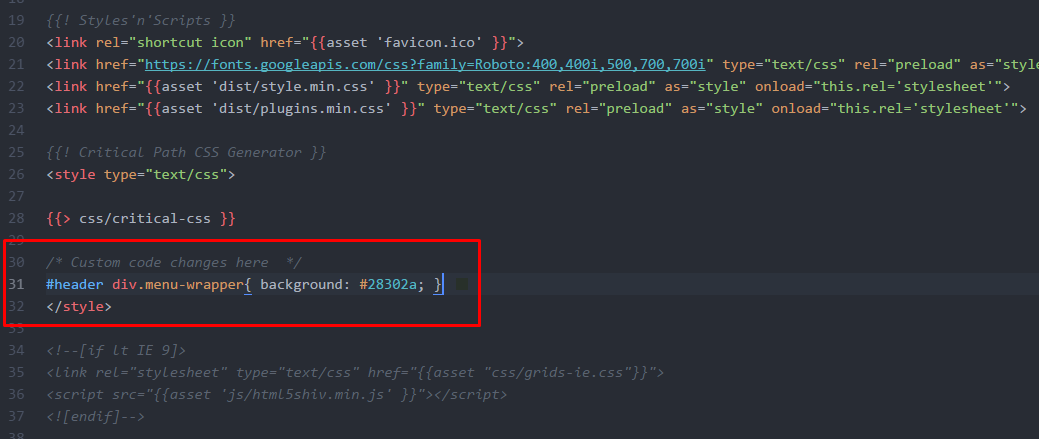 19 {{! Styles'n'Scripts }}
20 <link rel="shortcut icon" href="{{asset 'favicon.ico' }}">
21 <link href="https://fonts.googleapis.com/css?family=Roboto:400,400i,500,700,700i" type="text/css" rel="preload" as="style
22 <link href="{{asset 'dist/style.min.css' }}" type="text/css" rel="preload" as="style" onload="this.rel='stylesheet'">
23 <link href="{{asset 'dist/plugins.min.css' }}" type="text/css" rel="preload" as="style" onload="this.rel='stylesheet'">
24
25 {{! Critical Path CSS Generator }}
26 <style type="text/css">
27
28 {{> css/critical-css }}
29
30 /* Custom code changes here  */
31 #header div.menu-wrapper{ background: #28302a; }
32 </style>
33
34 <!--[if lt IE 9]>
35 <link rel="stylesheet" type="text/css" href="{{asset "css/grids-ie.css"}}">
36 <script src="{{asset 'js/html5shiv.min.js' }}"></script>
37 <![endif]-->
38